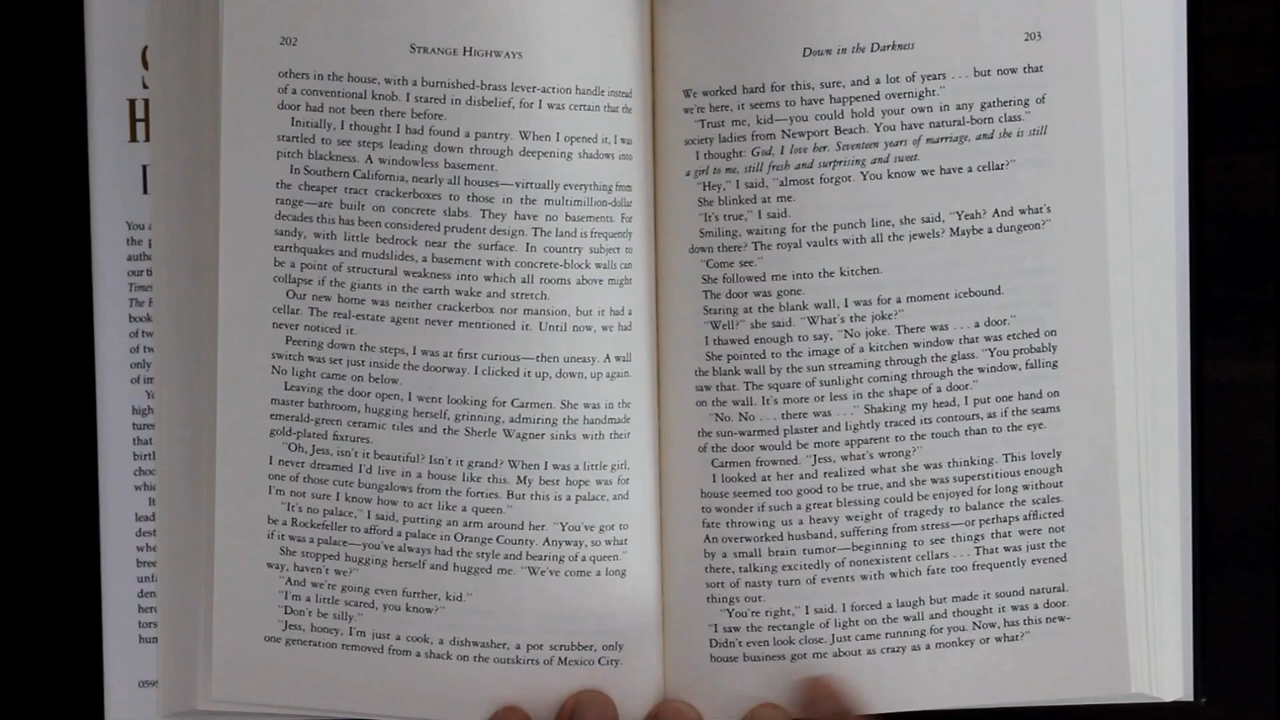 202
STRANGE HIGHWAYS
others in the house, with a burnished-brass lever-action handle instead
of a conventional knob. I stared in disbelief, for I was certain that the
door had not been there before.
Initially, I thought I had found a pantry. When I opened it, I was
startled to see steps leading down through deepening shadows into
pitch blackness. A windowless basement.
In Southern California, nearly all houses—virtually everything from
the cheaper tract crackerboxes to those in the multimillion-dollar
range—are built on concrete slabs. They have no basements. For
decades this has been considered prudent design. The land is frequently
sandy, with little bedrock near the surface. In country subject to
earthquakes and mudslides, a basement with concrete-block walls can
be a point of structural weakness into which all rooms above might
collapse if the giants in the earth wake and stretch.
Our new home was neither crackerbox nor mansion, but it had a
cellar. The real-estate agent never mentioned it. Until now, we had
never noticed it.
Peering down the steps, I was at first curious—then uneasy. A wall
switch was set just inside the doorway. I clicked it up, down, up again.
No light came on below.
Leaving the door open, I went looking for Carmen. She was in the
master bathroom, hugging herself, grinning, admiring the handmade
emerald-green ceramic tiles and the Sherle Wagner sinks with their
gold-plated fixtures.
"Oh, Jess, isn't it beautiful? Isn't it grand? When I was a little girl,
I never dreamed I'd live in a house like this. My best hope was for
one of those cute bungalows from the forties. But this is a palace, and
I'm not sure I know how to act like a queen."
"It's no palace," I said, putting an arm around her. "You've got to
be a Rockefeller to afford a palace in Orange County. Anyway, so what
if it was a palace—you've always had the style and bearing of a queen."
She stopped hugging herself and hugged me. "We've come a long
way, haven't we?"
"And we're going even further, kid."
"I'm a little scared, you know?"
"Don't be silly."
"Jess, honey, I'm just a cook, a dishwasher, a pot scrubber, only
one generation removed from a shack on the outskirts of Mexico City.
Down in the Darkness
203
We worked hard for this, sure, and a lot of years . . . but now that
we're here, it seems to have happened overnight."
"Trust me, kid—you could hold your own in any gathering of
society ladies from Newport Beach. You have natural-born class."
I thought: God, I love her. Seventeen years of marriage, and she is still
a girl to me, still fresh and surprising and sweet.
"Hey," I said, "almost forgot. You know we have a cellar?"
She blinked at me.
"It's true," I said.
Smiling, waiting for the punch line, she said, "Yeah? And what's
down there? The royal vaults with all the jewels? Maybe a dungeon?"
"Come see."
She followed me into the kitchen.
The door was gone.
Staring at the blank wall, I was for a moment icebound.
"Well?" she said. "What's the joke?"
I thawed enough to say, "No joke. There was . . . a door."
She pointed to the image of a kitchen window that was etched on
the blank wall by the sun streaming through the glass. "You probably
saw that. The square of sunlight coming through the window, falling
on the wall. It's more or less in the shape of a door."
"No. No . . . there was . . ." Shaking my head, I put one hand on
the sun-warmed plaster and lightly traced its contours, as if the seams
of the door would be more apparent to the touch than to the eye.
Carmen frowned. "Jess, what's wrong?"
I looked at her and realized what she was thinking. This lovely
house seemed too good to be true, and she was superstitious enough
to wonder if such a great blessing could be enjoyed for long without
fate throwing us a heavy weight of tragedy to balance the scales.
An overworked husband, suffering from stress—or perhaps afflicted
by a small brain tumor—beginning to see things that were not
there, talking excitedly of nonexistent cellars . . . That was just the
sort of nasty turn of events with which fate too frequently evened
things out.
"You're right," I said. I forced a laugh but made it sound natural.
"I saw the rectangle of light on the wall and thought it was a door.
Didn't even look close. Just came running for you. Now, has this new-
house business got me about as crazy as a monkey or what?"